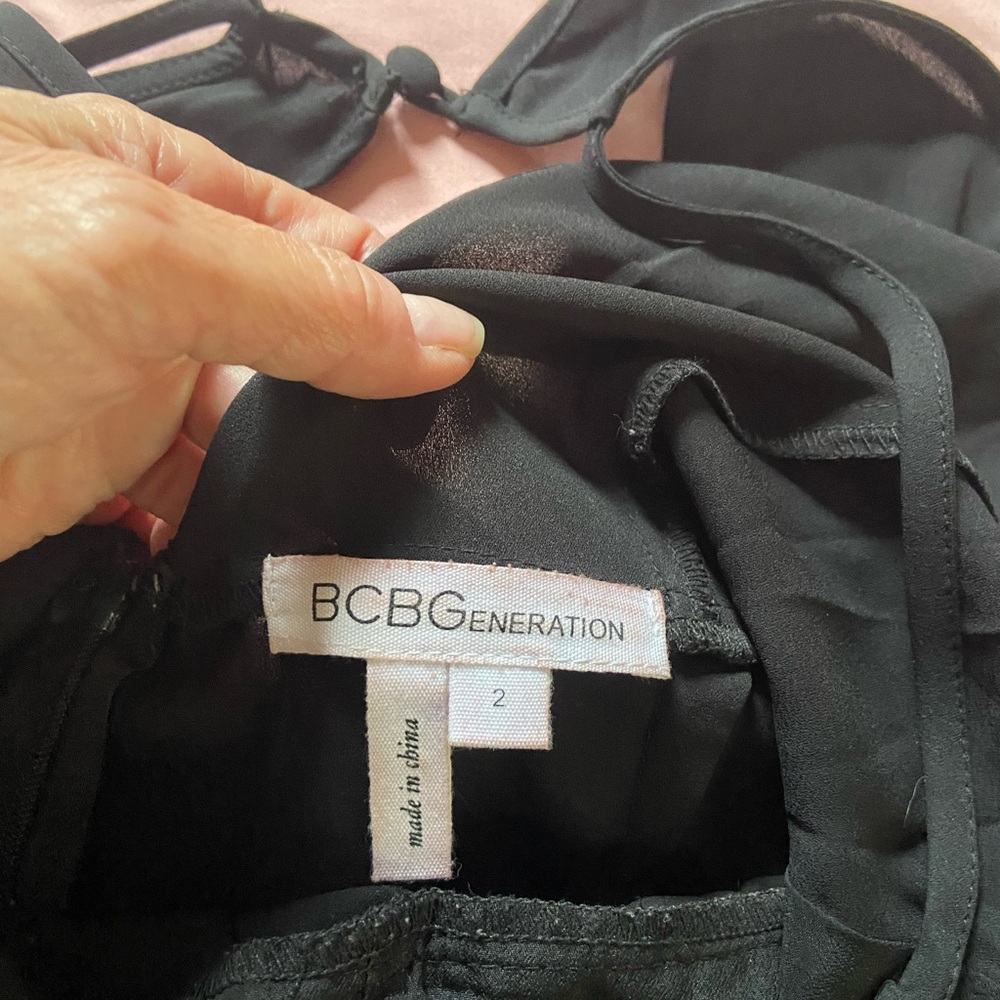 BCBGENERATION
2
made in china